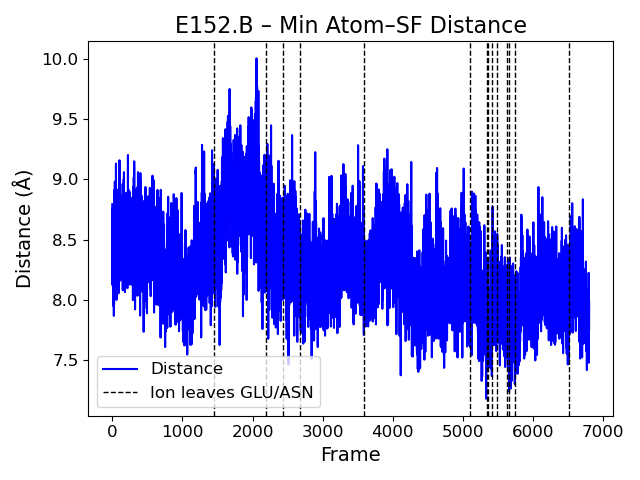 E152.B – Min Atom–SF Distance
Distance (Å)
10.0
9.5
9.0
8.5
8.0
7.5
Distance
Ion leaves GLU/ASN
0 1000 2000 3000 4000 5000 6000 7000
Frame